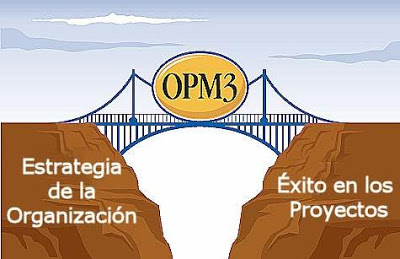 OPM3
Estrategia
de la
Organización
Éxito en los
Proyectos